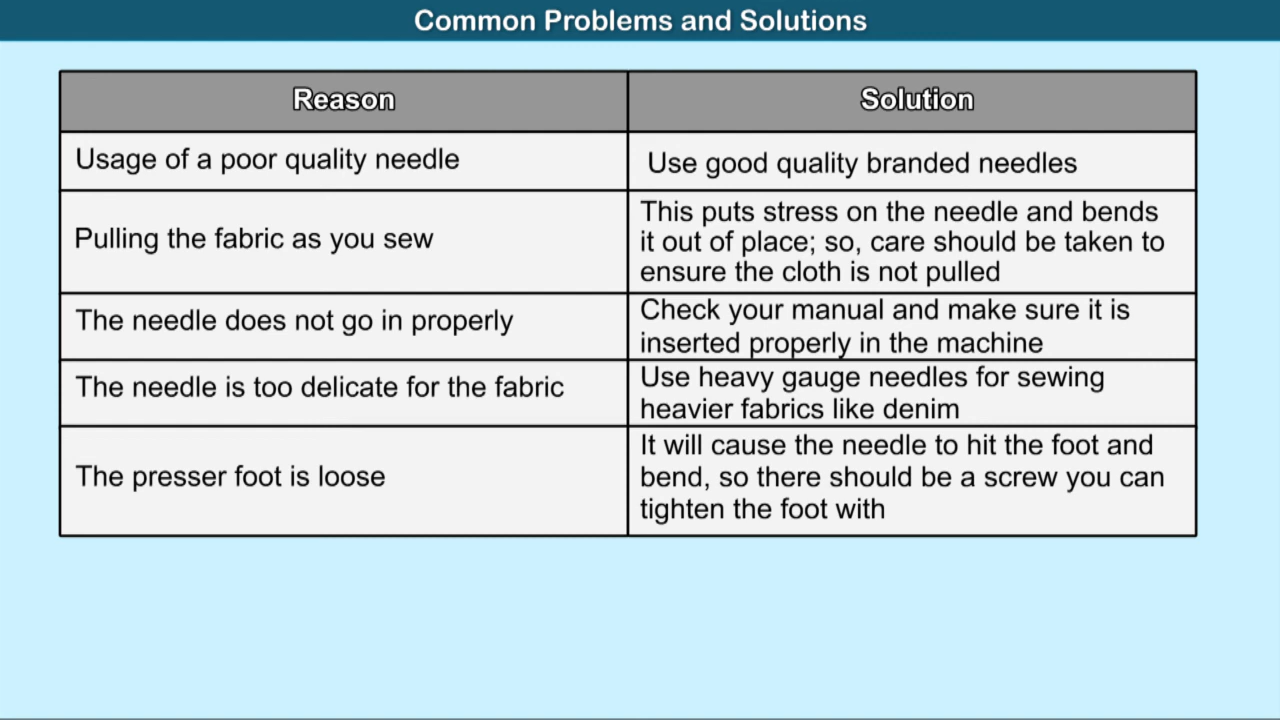 Common Problems and Solutions
Reason
Solution
Usage of a poor quality needle
Use good quality branded needles
Pulling the fabric as you sew
This puts stress on the needle and bends
it out of place; so, care should be taken to
ensure the cloth is not pulled
The needle does not go in properly
Check your manual and make sure it is
inserted properly in the machine
The needle is too delicate for the fabric
Use heavy gauge needles for sewing
heavier fabrics like denim
The presser foot is loose
It will cause the needle to hit the foot and
bend, so there should be a screw you can
tighten the foot with